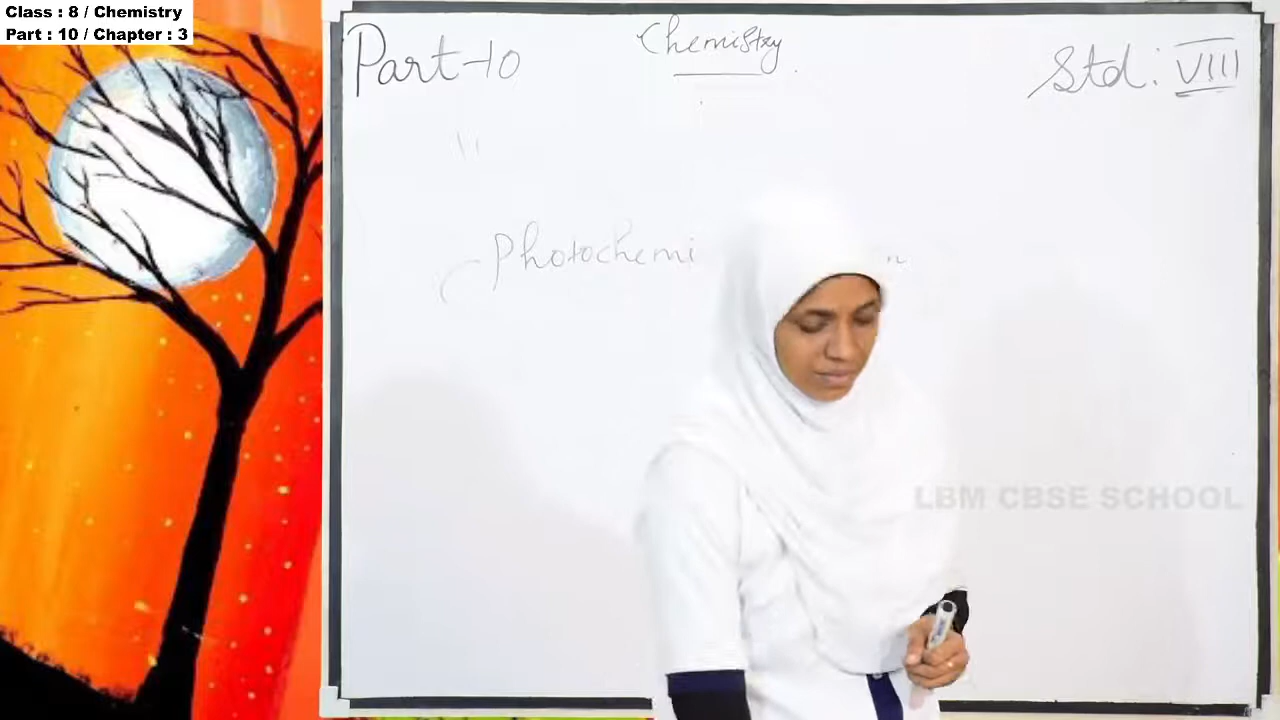 Class : 8 / Chemistry
Part : 10 / Chapter : 3
Part-10
Chemistry
Std: VIII
Photochemi
LBM CBSE SCHOOL